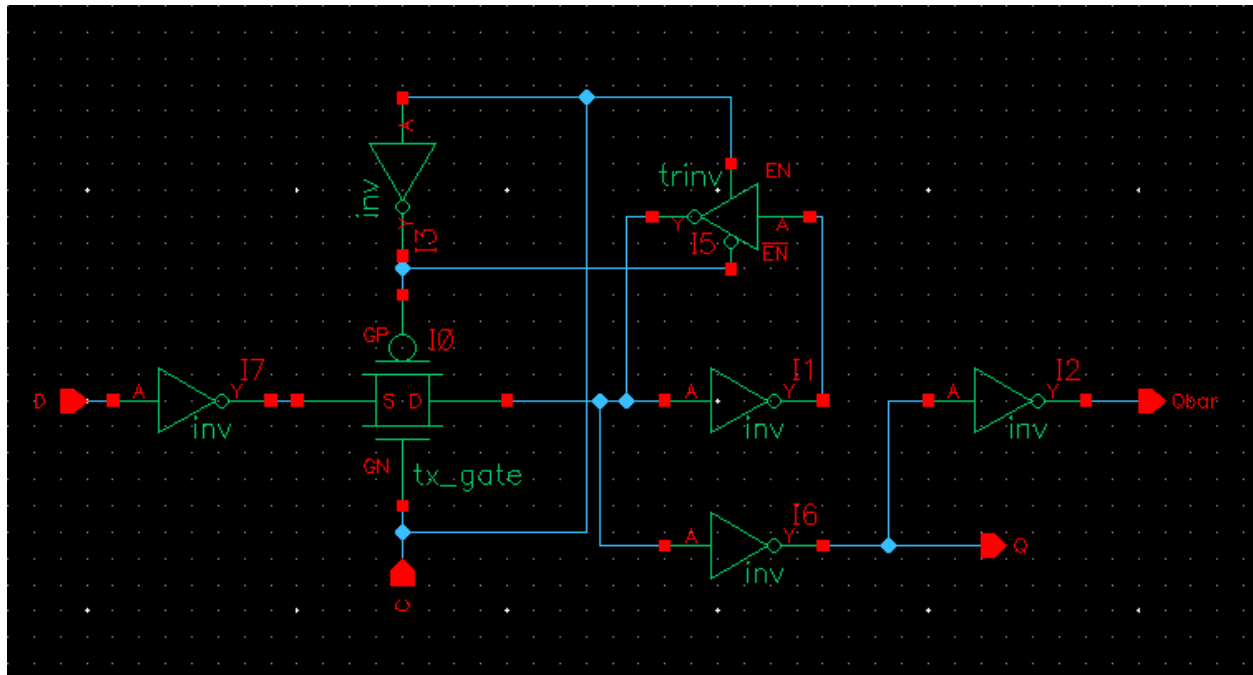 A
inv
Y
I3
trinv
EN
Y
A
I5
EN
GP
I0
D
A
I7
Y
inv
S D
GN
tx_gate
A
I1
Y
inv
A
I2
Y
inv
Qbar
A
I6
Y
inv
Q
C